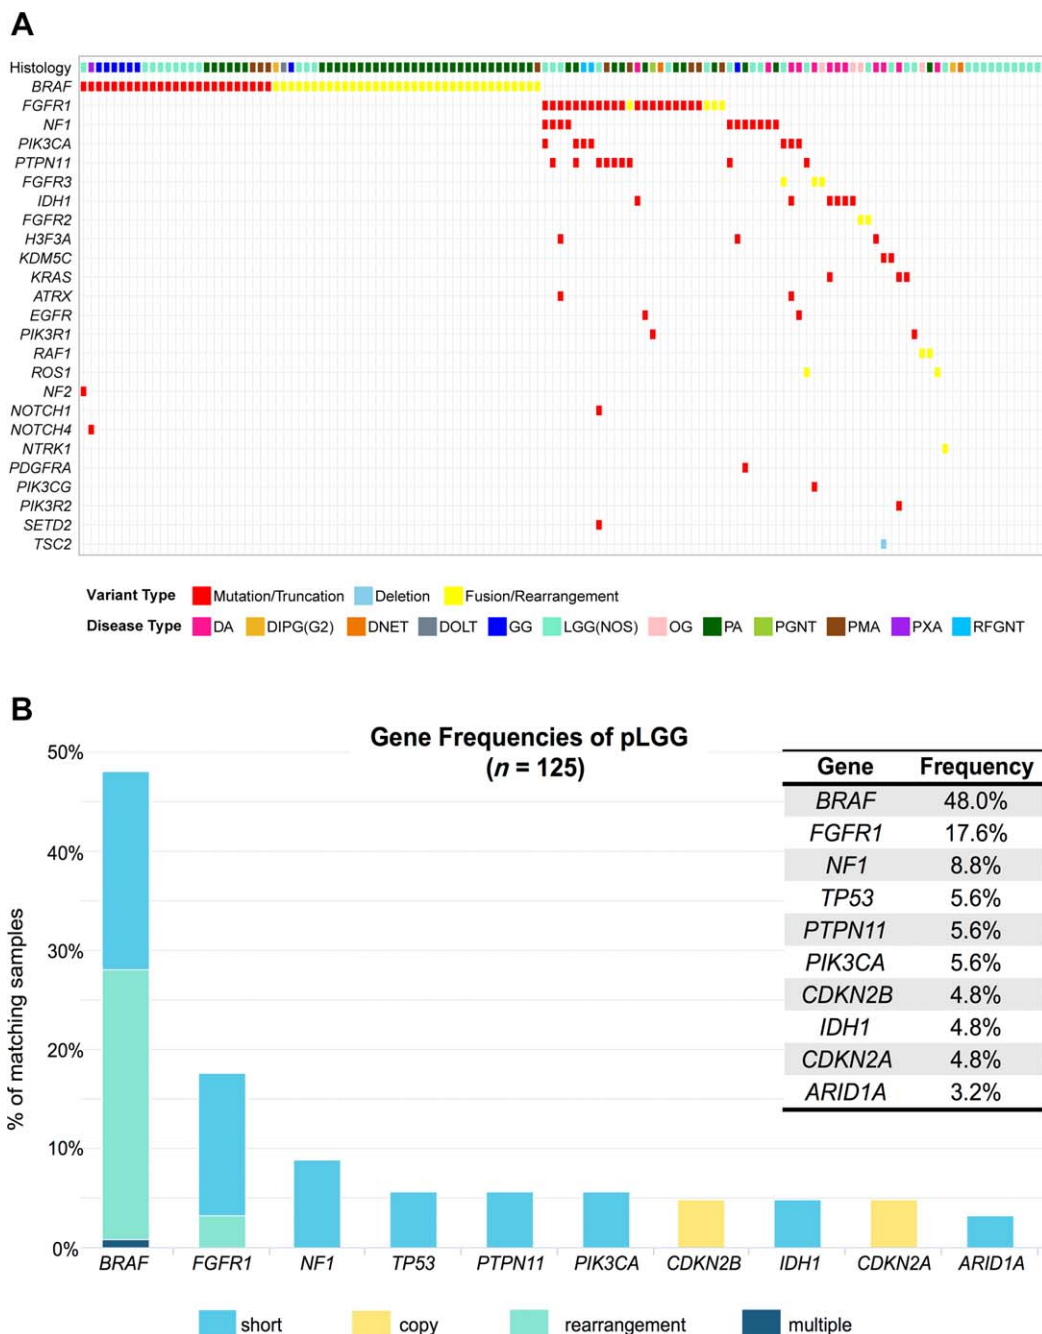 A
Histology
BRAF
FGFR1
NF1
PIK3CA
PTPN11
FGFR3
IDH1
FGFR2
H3F3A
KDM5C
KRAS
ATRX
EGFR
PIK3R1
RAF1
ROS1
NF2
NOTCH1
NOTCH4
NTRK1
PDGFRA
PIK3CG
PIK3R2
SETD2
TSC2
Variant Type Mutation/Truncation Deletion Fusion/Rearrangement
Disease Type DA DIPG(G2) DNET DOLT GG LGG(NOS) OG PA PGNT PMA PXA RFGNT
B
Gene Frequencies of pLGG
(n = 125)
% of matching samples
50%
40%
30%
20%
10%
0%
Gene Frequency
BRAF 48.0%
FGFR1 17.6%
NF1 8.8%
TP53 5.6%
PTPN11 5.6%
PIK3CA 5.6%
CDKN2B 4.8%
IDH1 4.8%
CDKN2A 4.8%
ARID1A 3.2%
BRAF FGFR1 NF1 TP53 PTPN11 PIK3CA CDKN2B IDH1 CDKN2A ARID1A
short copy rearrangement multiple